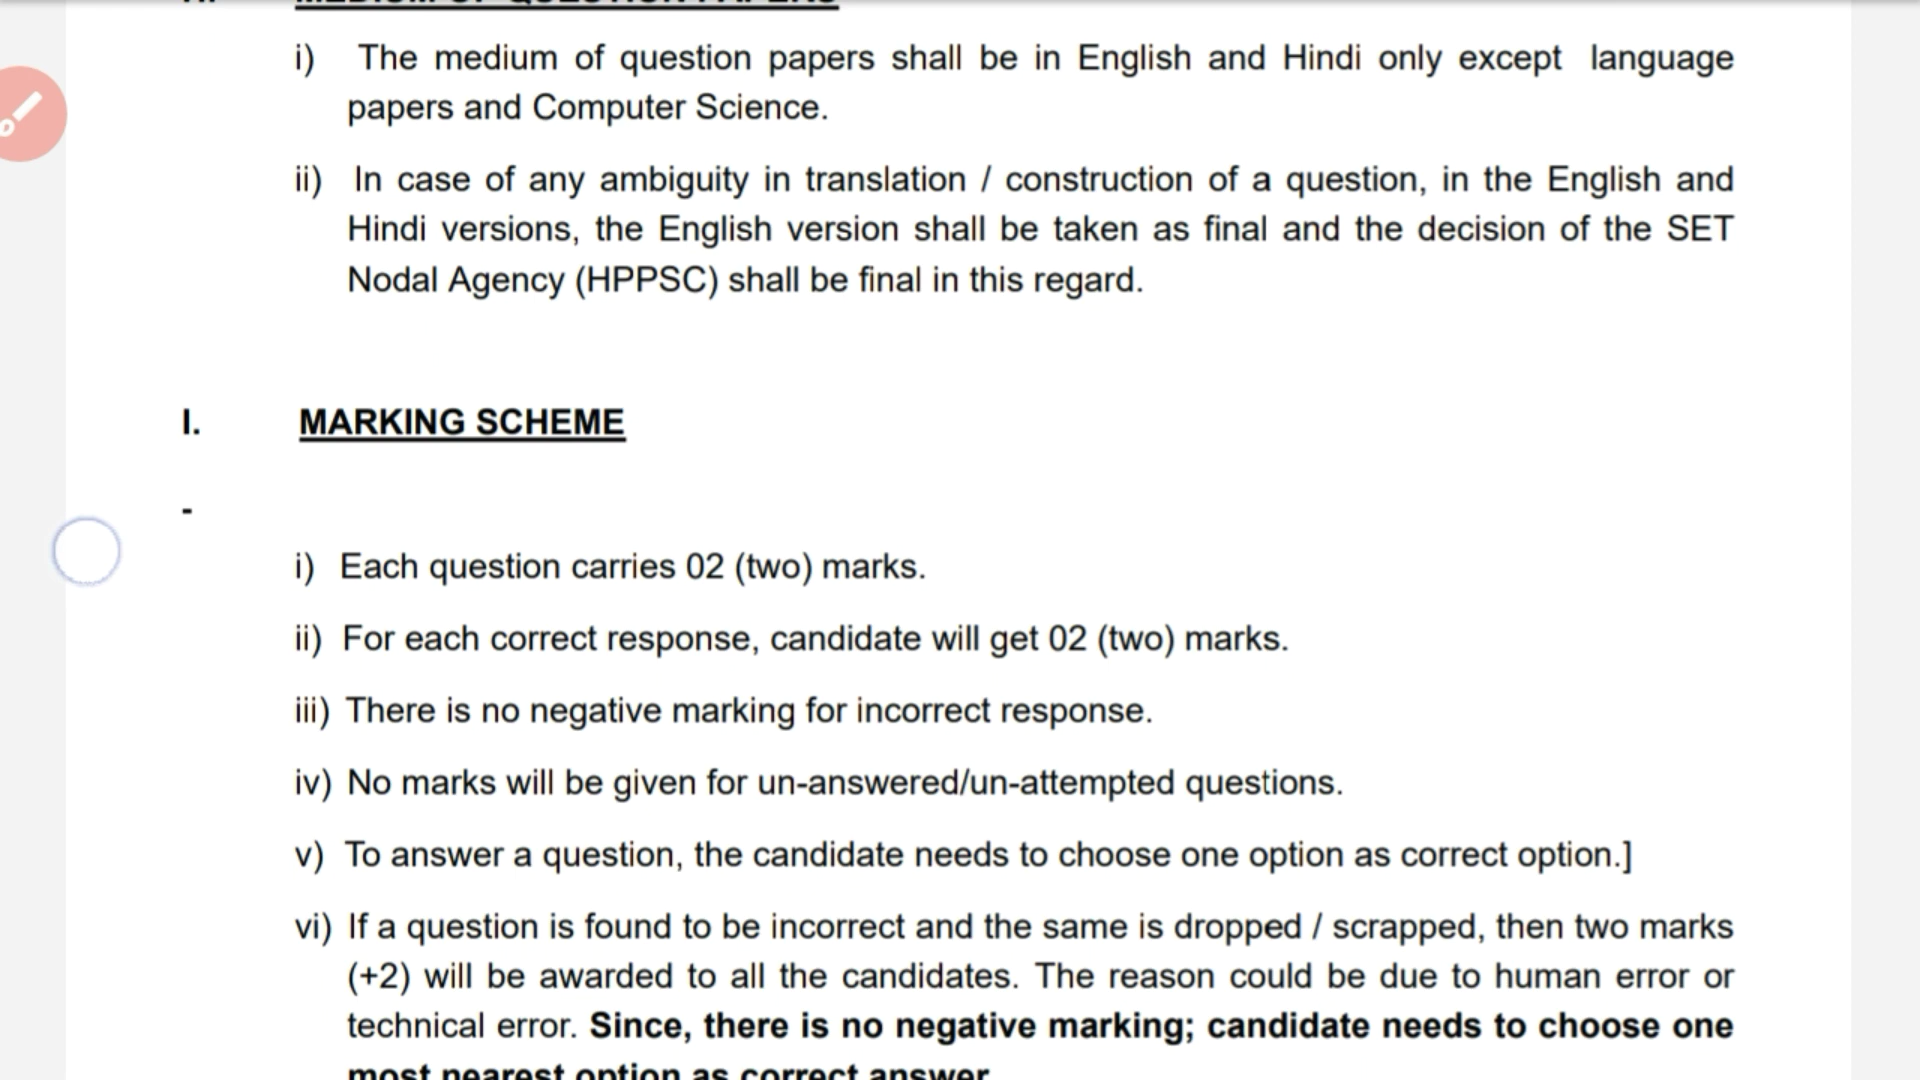 MEDIUM OF QUESTION PAPERS
i) The medium of question papers shall be in English and Hindi only except language
papers and Computer Science.
ii) In case of any ambiguity in translation / construction of a question, in the English and
Hindi versions, the English version shall be taken as final and the decision of the SET
Nodal Agency (HPPSC) shall be final in this regard.
I. MARKING SCHEME
-
i) Each question carries 02 (two) marks.
ii) For each correct response, candidate will get 02 (two) marks.
iii) There is no negative marking for incorrect response.
iv) No marks will be given for un-answered/un-attempted questions.
v) To answer a question, the candidate needs to choose one option as correct option.]
vi) If a question is found to be incorrect and the same is dropped / scrapped, then two marks
(+2) will be awarded to all the candidates. The reason could be due to human error or
technical error. Since, there is no negative marking; candidate needs to choose one
most nearest option as correct answer